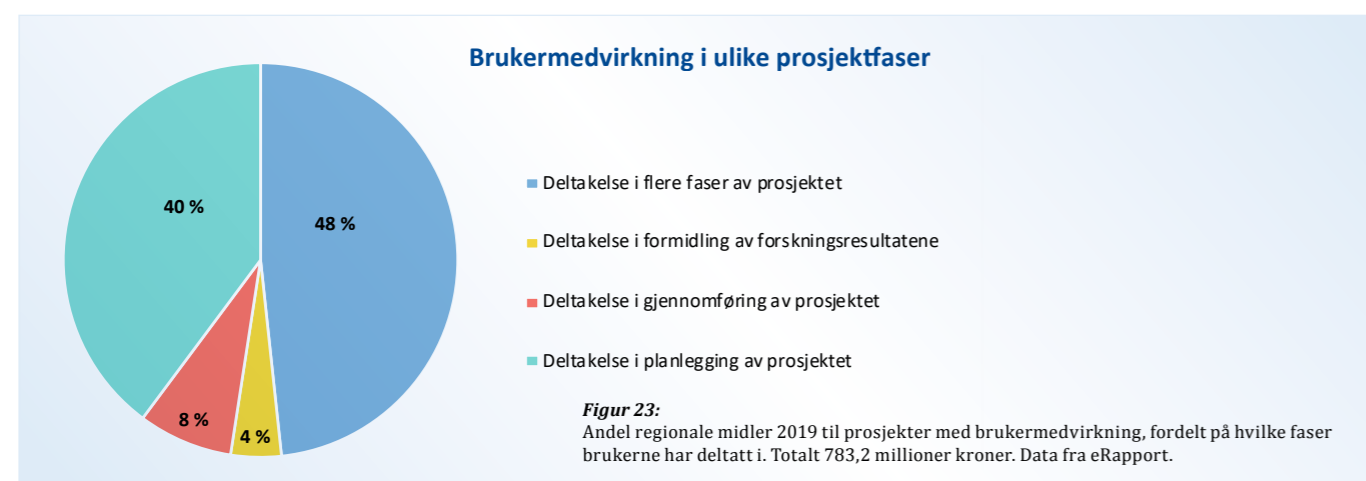 Brukermedvirkning i ulike prosjektfaser
40 %
48 %
8 %
4 %
Deltakelse i flere faser av prosjektet
Deltakelse i formidling av forskningsresultatene
Deltakelse i gjennomføring av prosjektet
Deltakelse i planlegging av prosjektet
Figur 23:
Andel regionale midler 2019 til prosjekter med brukermedvirkning, fordelt på hvilke faser
brukerne har deltatt i. Totalt 783,2 millioner kroner. Data fra eRapport.